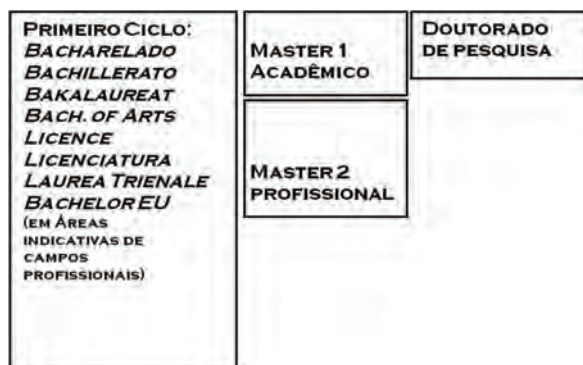 PRIMEIRO CICLO:
BACHARELADO
BACHILLERATO
BAKALAUREAT
BACH. OF ARTS
LICENCE
LICENCIATURA
LAUREA TRIENALE
BACHELOR EU
(EM ÁREAS
INDICATIVAS DE
CAMPOS
PROFISSIONAIS)
MASTER 1
ACADÊMICO
MASTER 2
PROFISSIONAL
DOUTORADO
DE PESQUISA